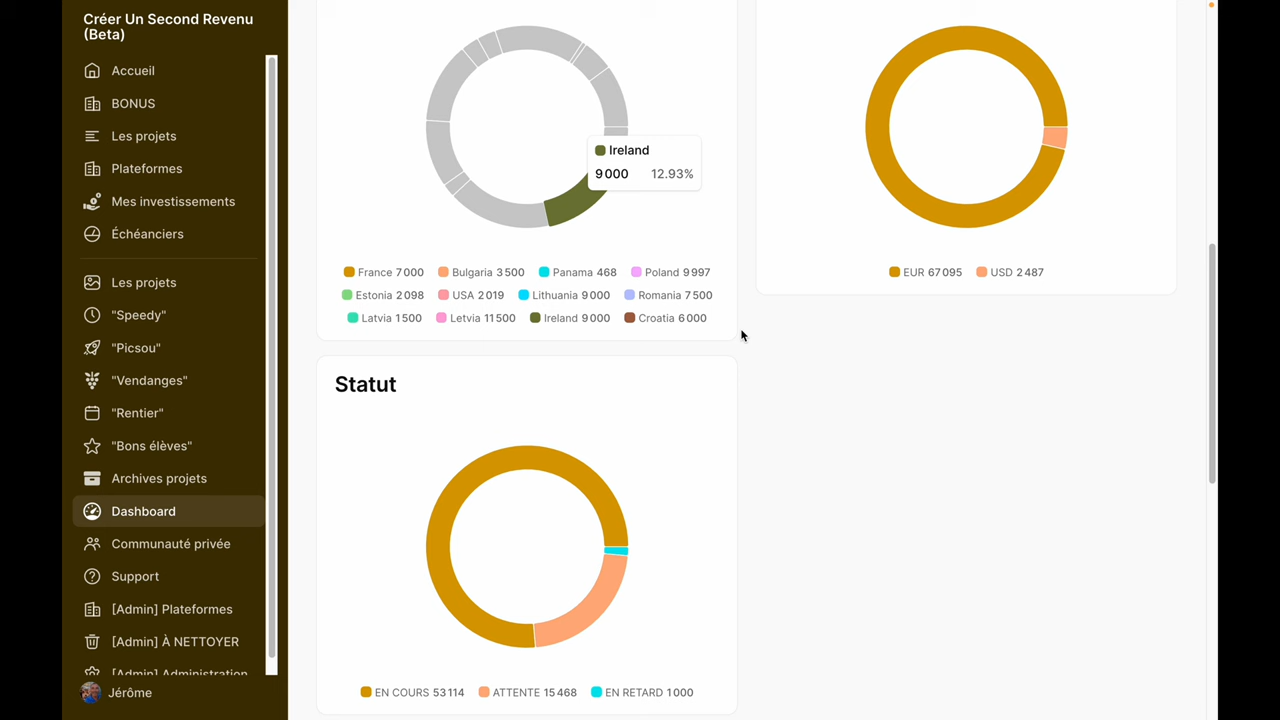 Créer Un Second Revenu
(Beta)
Accueil
BONUS
Les projets
Plateformes
Mes investissements
Échéanciers
Les projets
"Speedy"
"Picsou"
"Vendanges"
"Rentier"
"Bons élèves"
Archives projets
Dashboard
Communauté privée
Support
[Admin] Plateformes
[Admin] À NETTOYER
[Admin] Administration
Jérôme
Ireland
9 000 12.93%
France 7 000 Bulgaria 3 500 Panama 468 Poland 9 997
Estonia 2 098 USA 2 019 Lithuania 9 000 Romania 7 500
Latvia 1 500 Letvia 11 500 Ireland 9 000 Croatia 6 000
EUR 67 095 USD 2 487
Statut
EN COURS 53 114 ATTENTE 15 468 EN RETARD 1 000